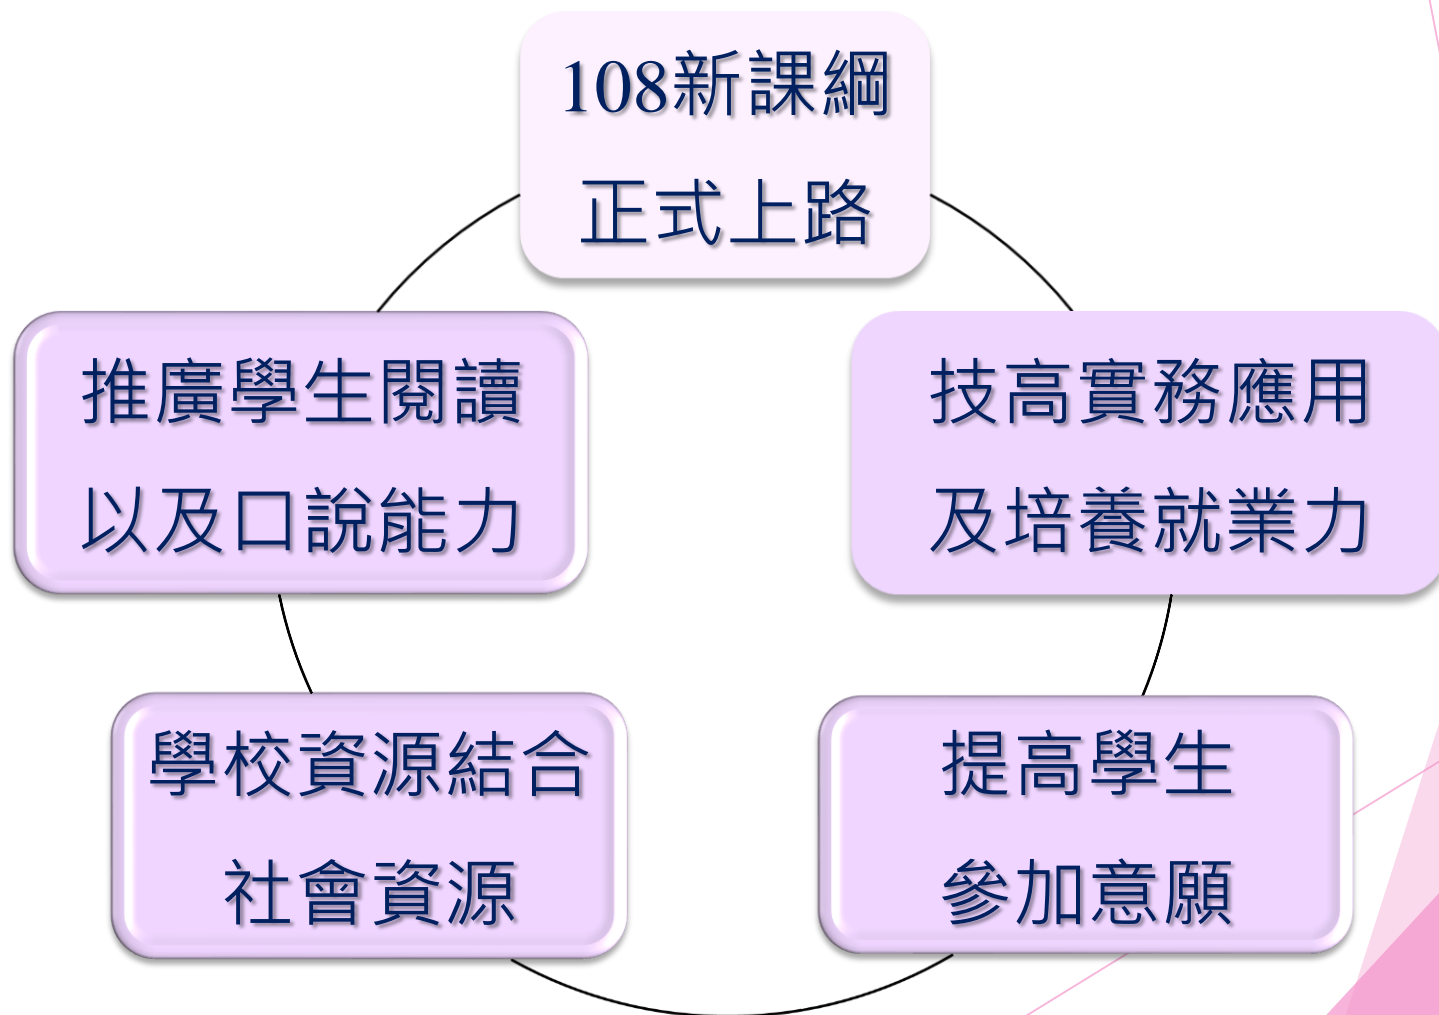 108新課綱
正式上路
推廣學生閱讀
以及口說能力
技高實務應用
及培養就業力
學校資源結合
社會資源
提高學生
參加意願